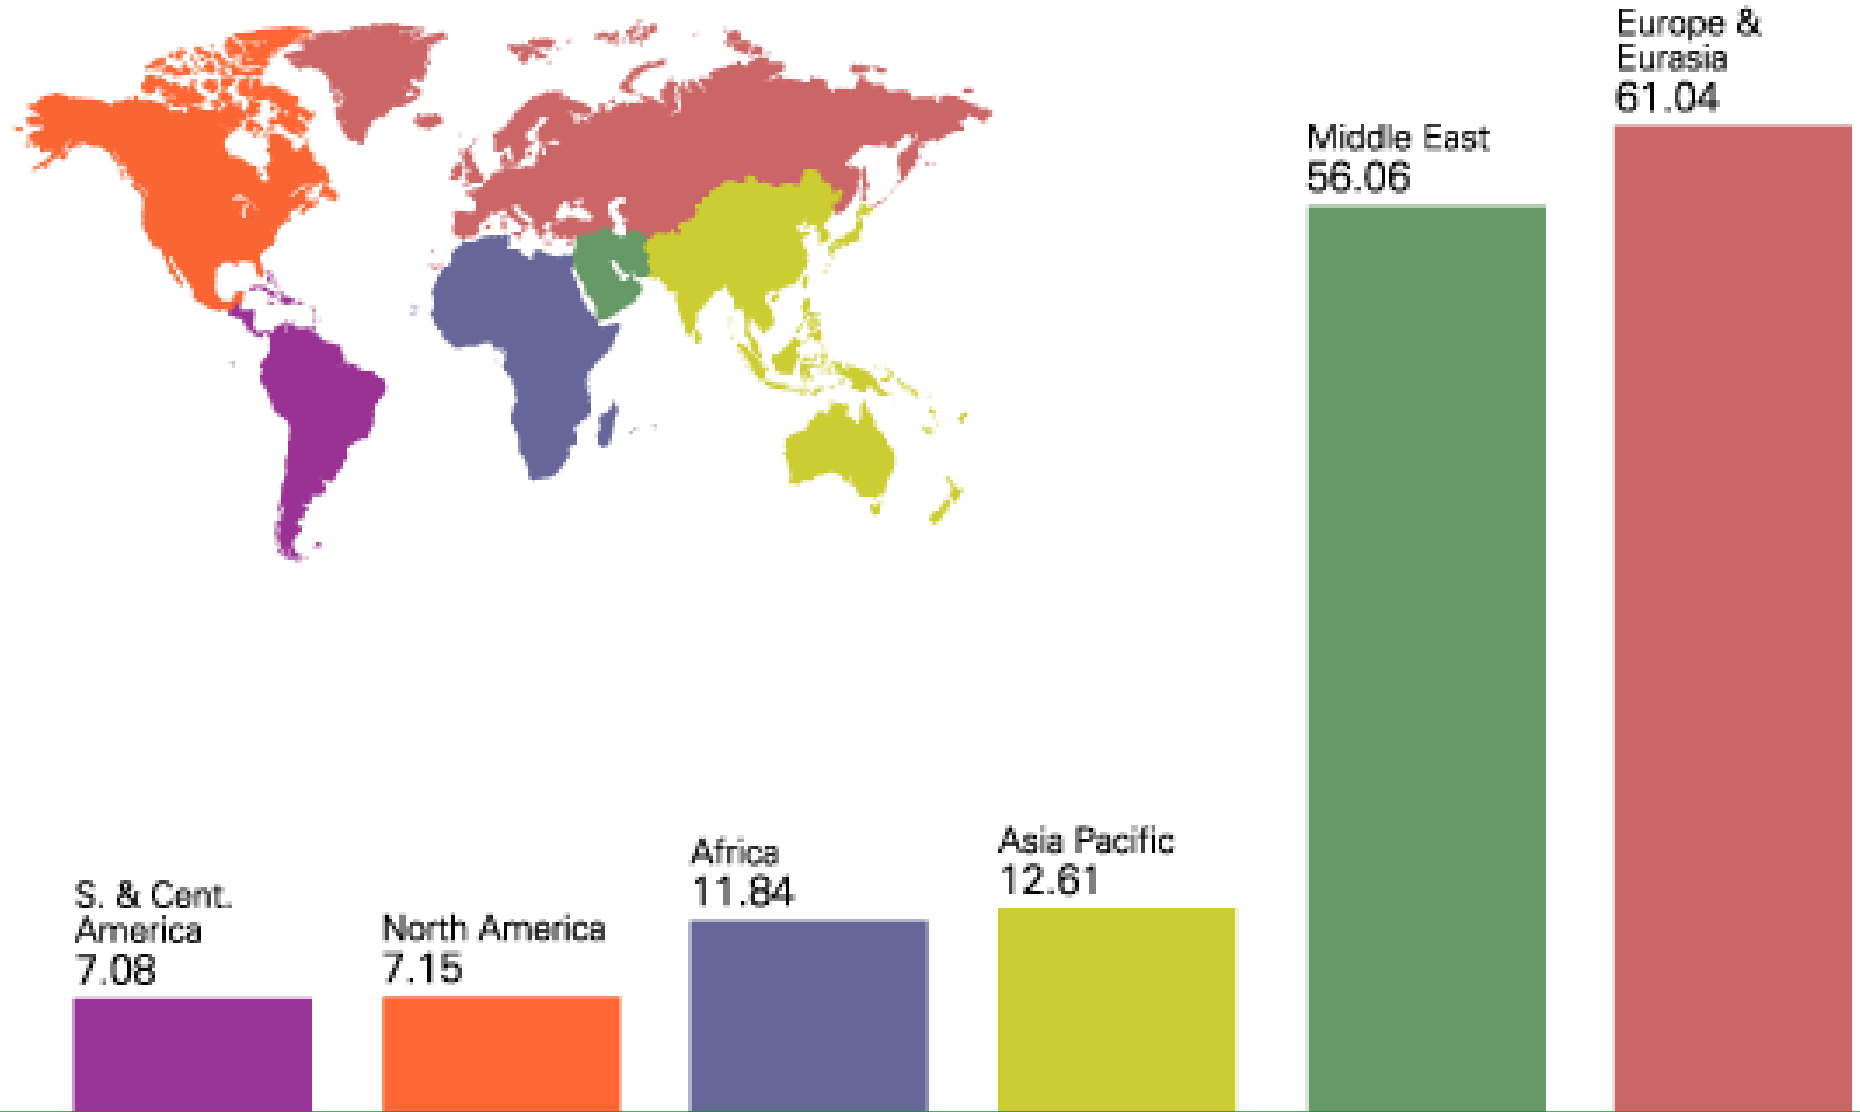 S. & Cent.
America
7.08
North America
7.15
Africa
11.84
Asia Pacific
12.61
Middle East
56.06
Europe &
Eurasia
61.04